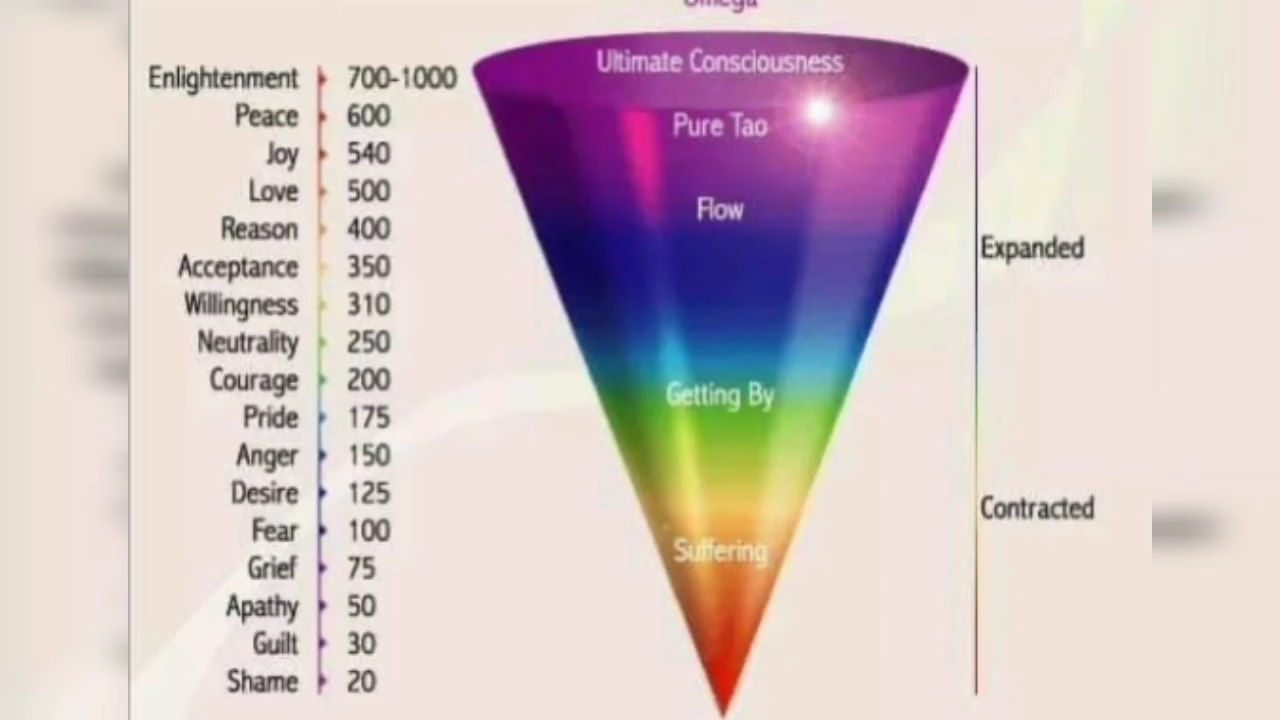 Omega
Ultimate Consciousness
Enlightenment 700-1000
Peace 600
Pure Tao
Joy 540
Love 500
Flow
Reason 400
Expanded
Acceptance 350
Willingness 310
Neutrality 250
Courage 200
Getting By
Pride 175
Anger 150
Desire 125
Contracted
Fear 100
Suffering
Grief 75
Apathy 50
Guilt 30
Shame 20